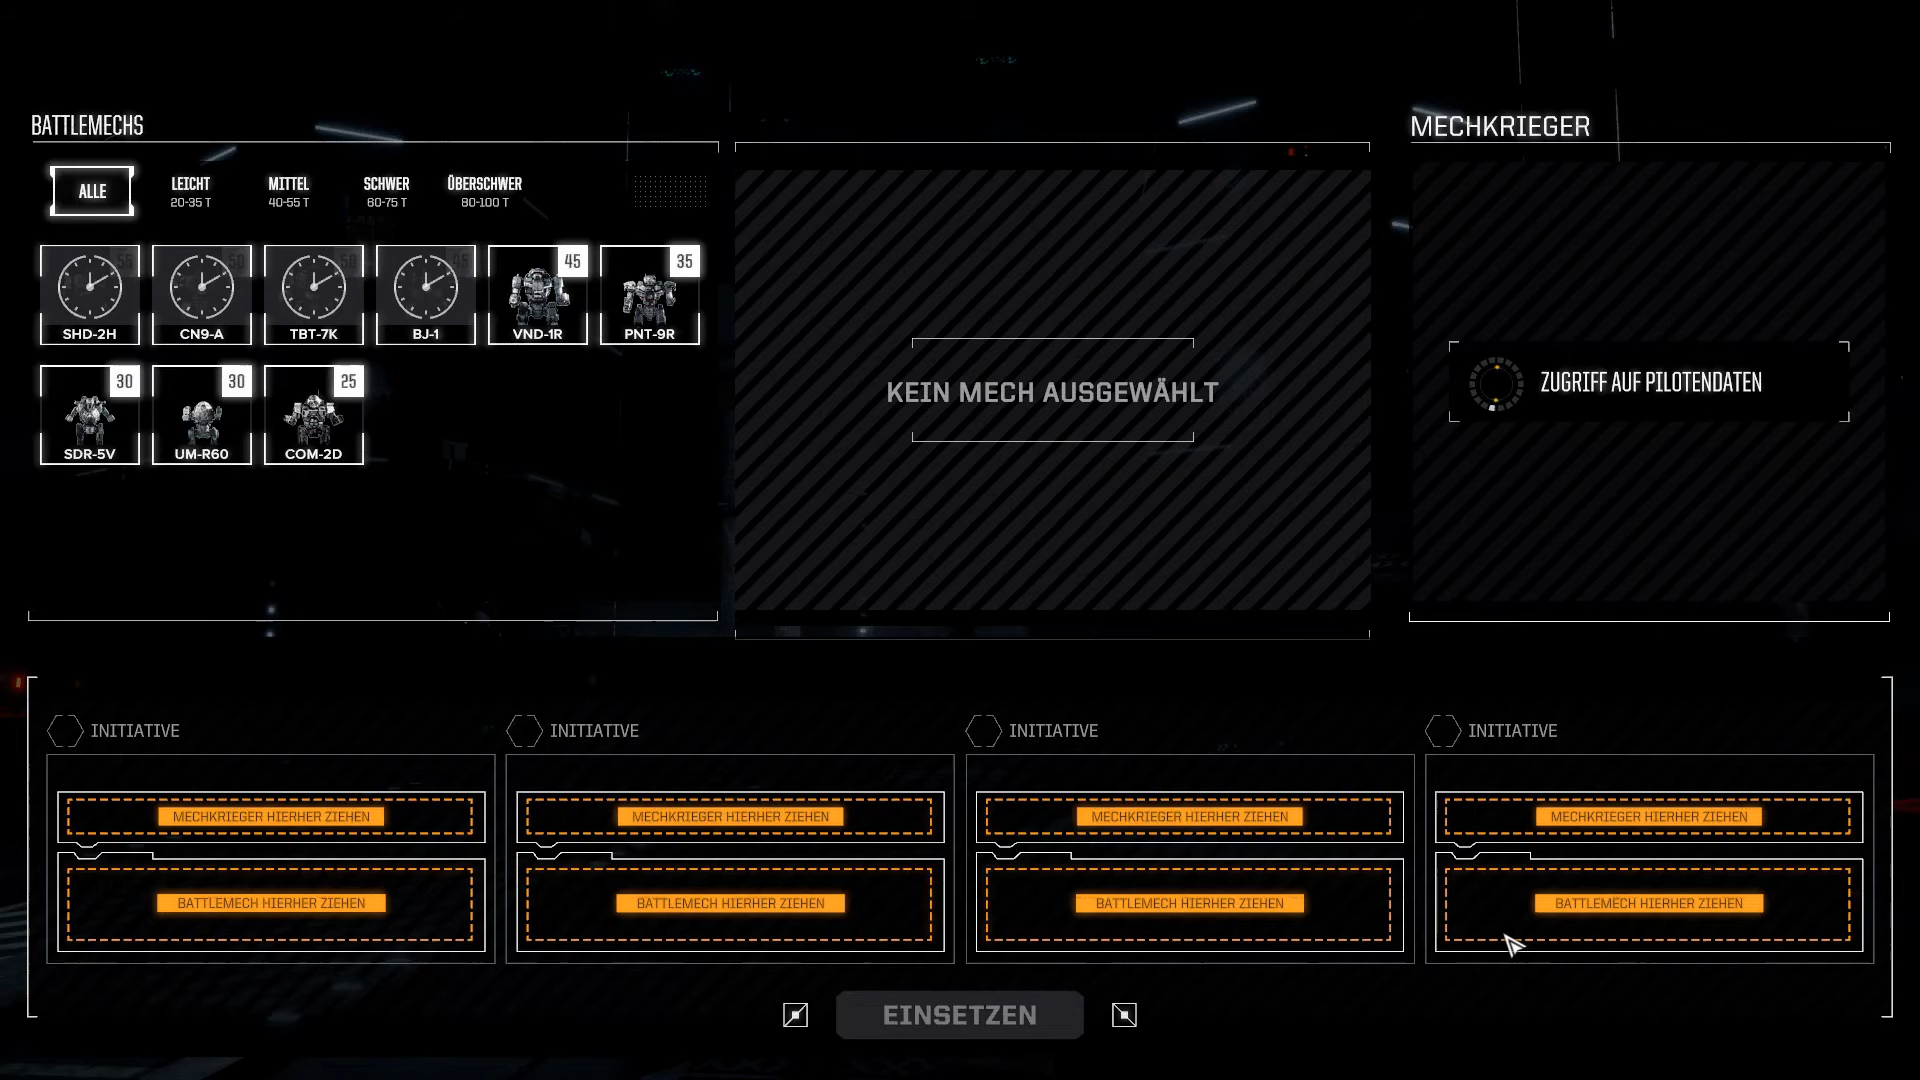 BATTLEMECHS
MECHKRIEGER
ALLE
LEICHT
20-35 T
MITTEL
40-55 T
SCHWER
60-75 T
ÜBERSCHWER
80-100 T
SHD-2H
CN9-A
TBT-7K
BJ-1
45
VND-1R
35
PNT-9R
30
SDR-5V
30
UM-R60
25
COM-2D
KEIN MECH AUSGEWÄHLT
ZUGRIFF AUF PILOTENDATEN
INITIATIVE
INITIATIVE
INITIATIVE
INITIATIVE
MECHKRIEGER HIERHER ZIEHEN
MECHKRIEGER HIERHER ZIEHEN
MECHKRIEGER HIERHER ZIEHEN
MECHKRIEGER HIERHER ZIEHEN
BATTLEMECH HIERHER ZIEHEN
BATTLEMECH HIERHER ZIEHEN
BATTLEMECH HIERHER ZIEHEN
BATTLEMECH HIERHER ZIEHEN
EINSETZEN